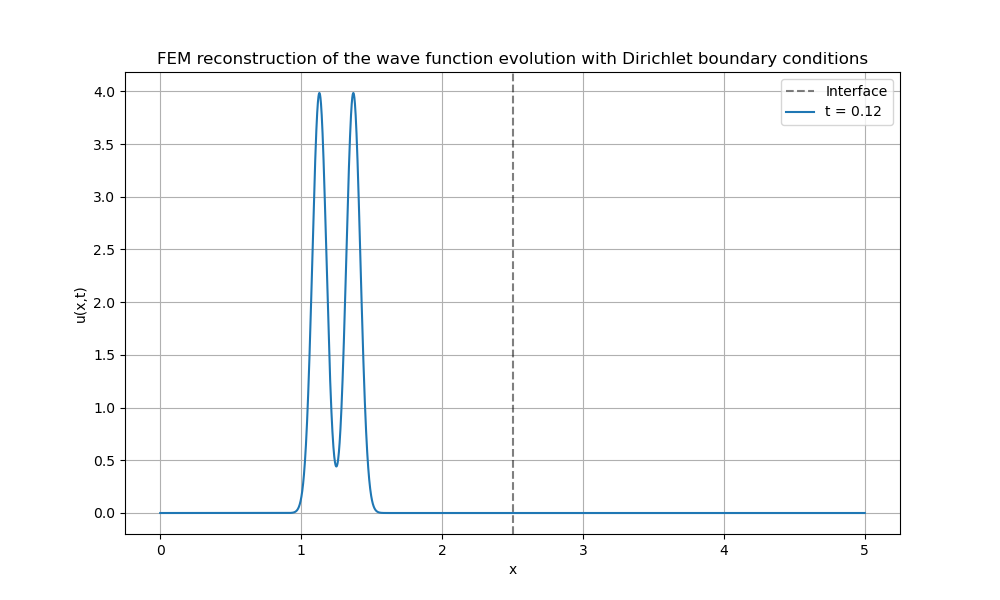 FEM reconstruction of the wave function evolution with Dirichlet boundary conditions
Interface
t = 0.12
u(x,t)
4.0
3.5
3.0
2.5
2.0
1.5
1.0
0.5
0.0
0 1 2 3 4 5
x